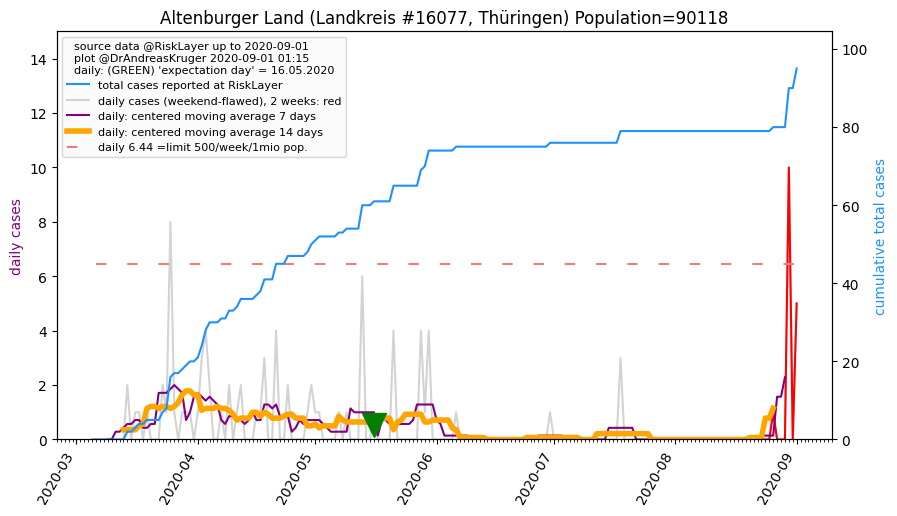 Altenburger Land (Landkreis #16077, Thüringen) Population=90118
source data @RiskLayer up to 2020-09-01
plot @DrAndreasKruger 2020-09-01 01:15
daily: (GREEN) 'expectation day' = 16.05.2020
total cases reported at RiskLayer
daily cases (weekend-flawed), 2 weeks: red
daily: centered moving average 7 days
daily: centered moving average 14 days
daily 6.44 =limit 500/week/1mio pop.
daily cases
14
12
10
8
6
4
2
0
100
80
60
40
20
0
cumulative total cases
2020-03
2020-04
2020-05
2020-06
2020-07
2020-08
2020-09